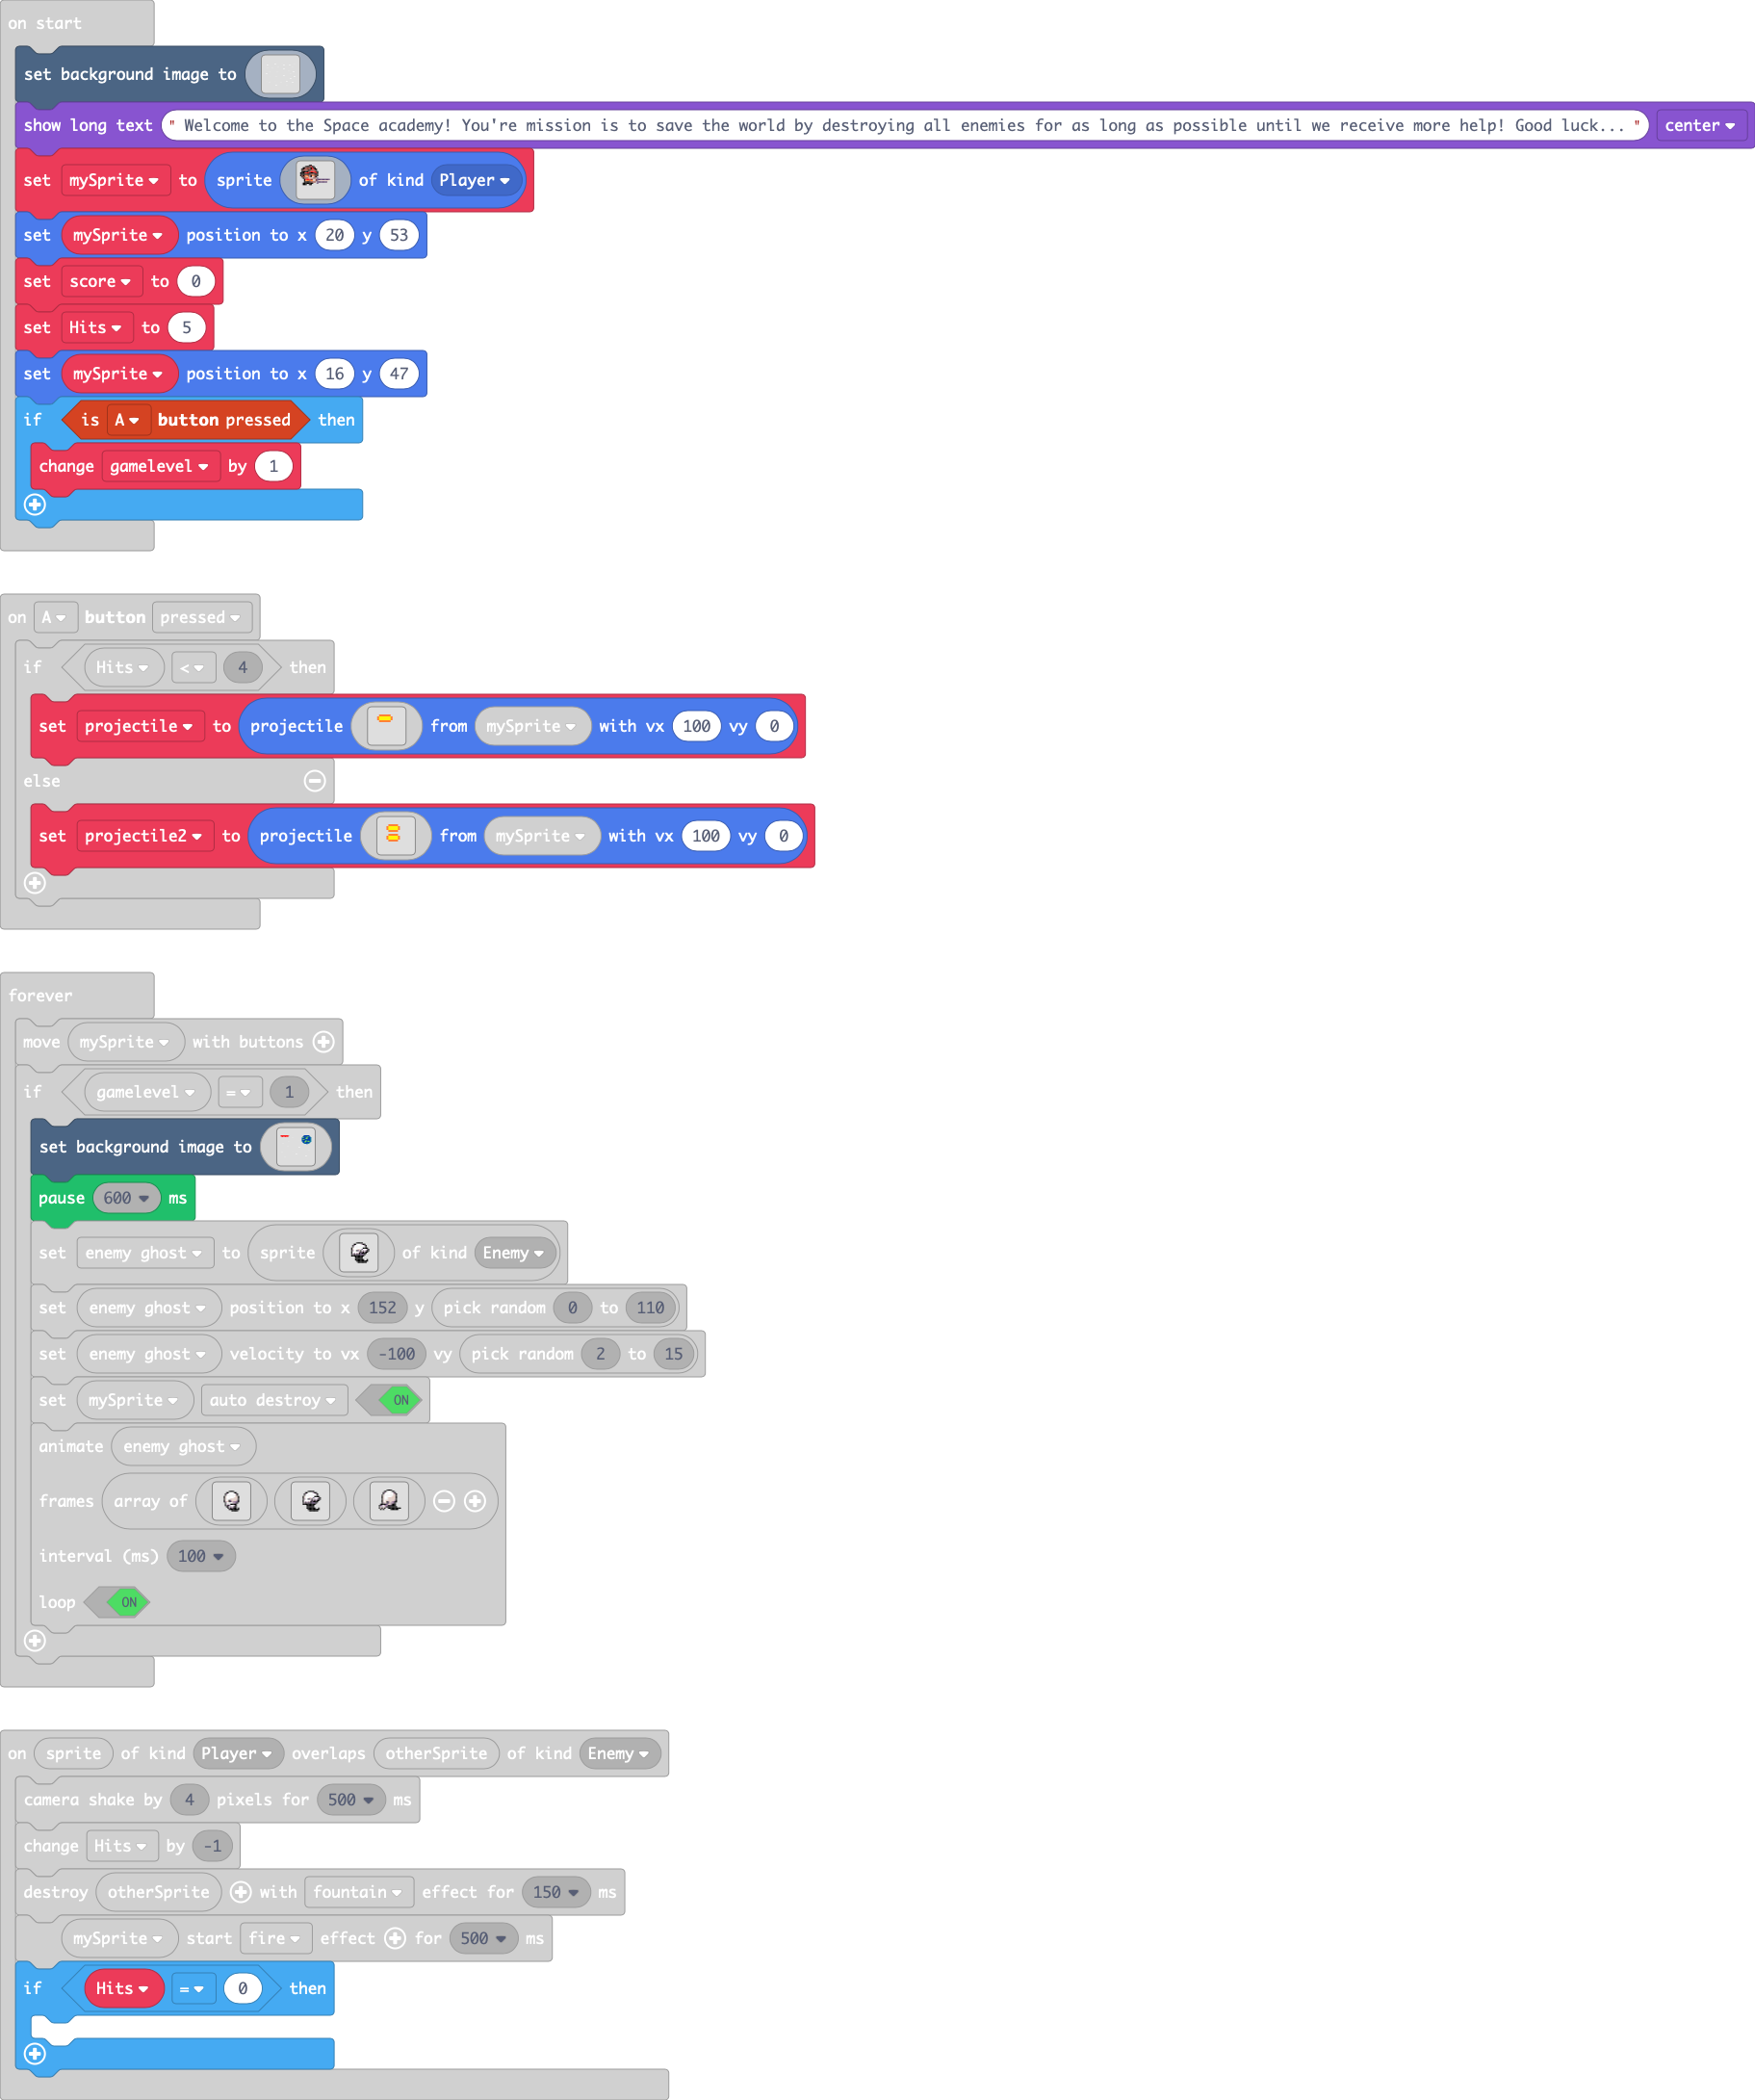 on start
set background image to
show long text " Welcome to the Space academy! You're mission is to save the world by destroying all enemies for as long as possible until we receive more help! Good luck... " center
set mySprite to sprite of kind Player
set mySprite position to x 20 y 53
set score to 0
set Hits to 5
set mySprite position to x 16 y 47
if is A button pressed then
change gamelevel by 1
on A button pressed
if Hits < 4 then
set projectile to projectile from mySprite with vx 100 vy 0
else
set projectile2 to projectile from mySprite with vx 100 vy 0
forever
move mySprite with buttons
if gamelevel = 1 then
set background image to
pause 600 ms
set enemy ghost to sprite of kind Enemy
set enemy ghost position to x 152 y pick random 0 to 110
set enemy ghost velocity to vx -100 vy pick random 2 to 15
set mySprite auto destroy ON
animate enemy ghost
frames array of
interval (ms) 100
loop ON
on sprite of kind Player overlaps otherSprite of kind Enemy
camera shake by 4 pixels for 500 ms
change Hits by -1
destroy otherSprite with fountain effect for 150 ms
mySprite start fire effect for 500 ms
if Hits = 0 then